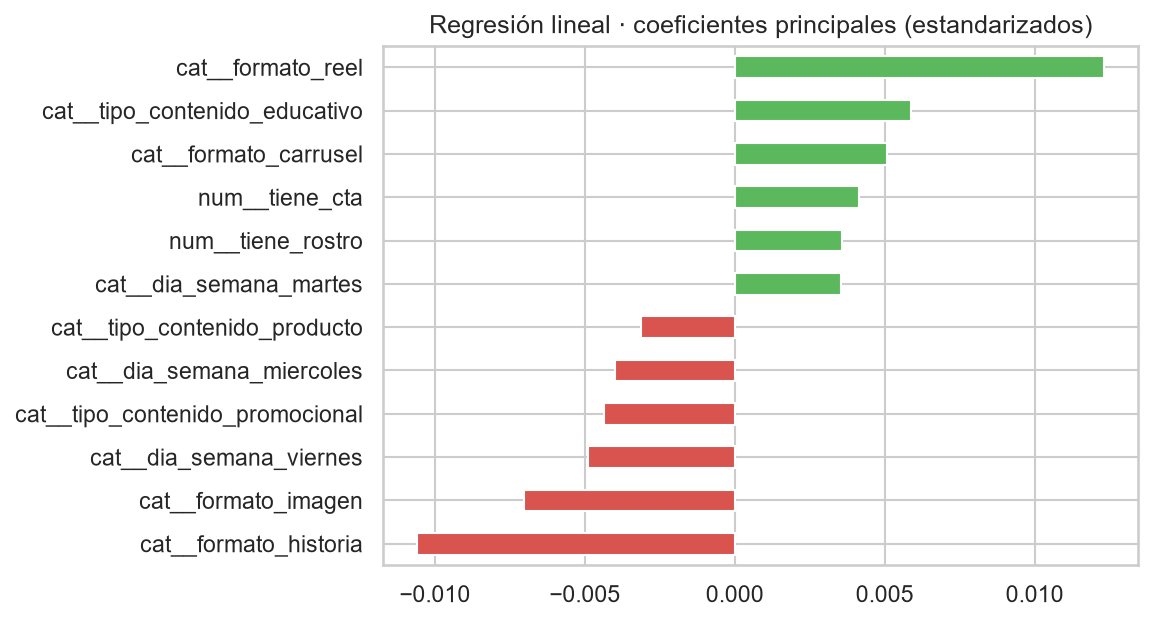 Regresión lineal · coeficientes principales (estandarizados)
cat__formato_reel
cat__tipo_contenido_educativo
cat__formato_carrusel
num__tiene_cta
num__tiene_rostro
cat__dia_semana_martes
cat__tipo_contenido_producto
cat__dia_semana_miercoles
cat__tipo_contenido_promocional
cat__dia_semana_viernes
cat__formato_imagen
cat__formato_historia
−0.010 −0.005 0.000 0.005 0.010